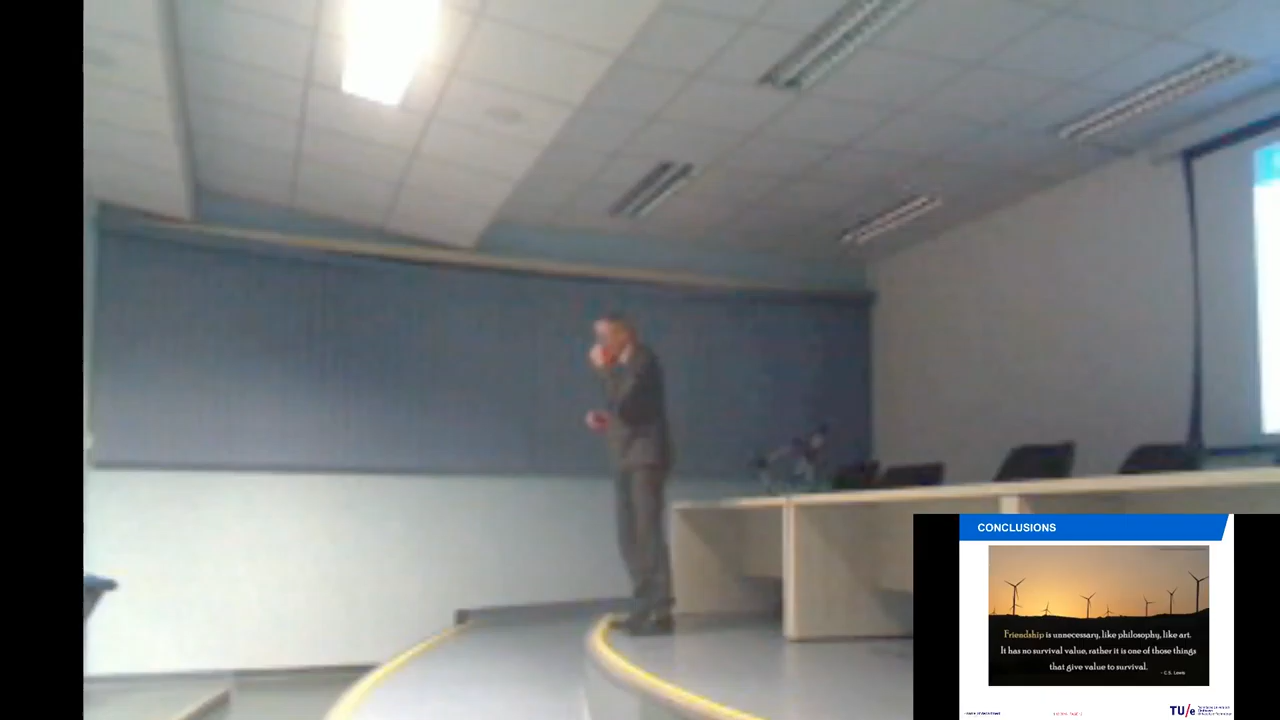 CONCLUSIONS
Friendship is unnecessary, like philosophy, like art.
It has no survival value, rather it is one of those things
that give value to survival.
- C.S. Lewis
TU/e